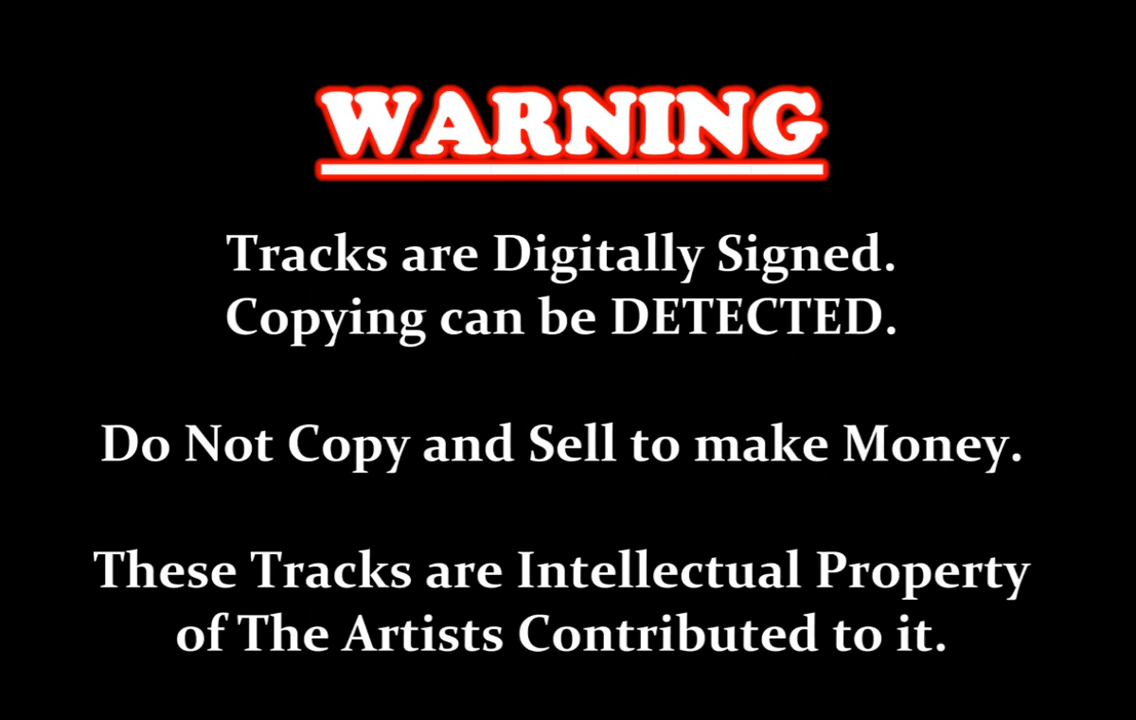 WARNING
Tracks are Digitally Signed.
Copying can be DETECTED.
Do Not Copy and Sell to make Money.
These Tracks are Intellectual Property
of The Artists Contributed to it.